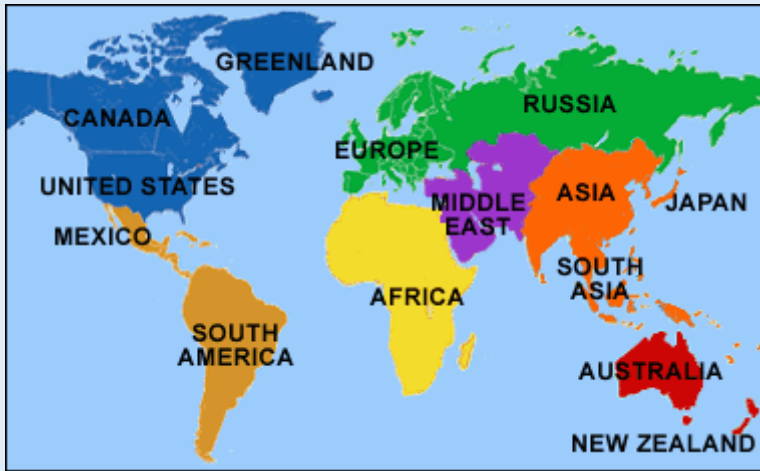 GREENLAND
CANADA
RUSSIA
EUROPE
UNITED STATES
MIDDLE
EAST
ASIA
JAPAN
MEXICO
SOUTH
ASIA
AFRICA
SOUTH
AMERICA
AUSTRALIA
NEW ZEALAND